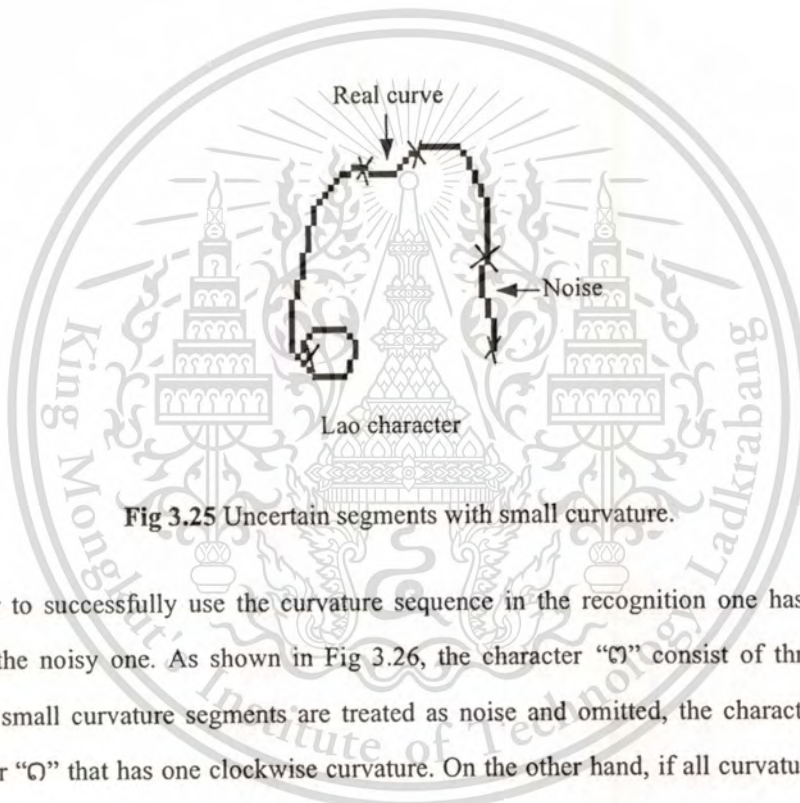 Real curve
Noise
Lao character
Fig 3.25 Uncertain segments with small curvature.
to successfully use the curvature sequence in the recognition one has
the noisy one. As shown in Fig 3.26, the character “ຕ” consist of thr
small curvature segments are treated as noise and omitted, the charact
r “ດ” that has one clockwise curvature. On the other hand, if all curvatu
King Mongkut's Institute of Technology Ladkrabang